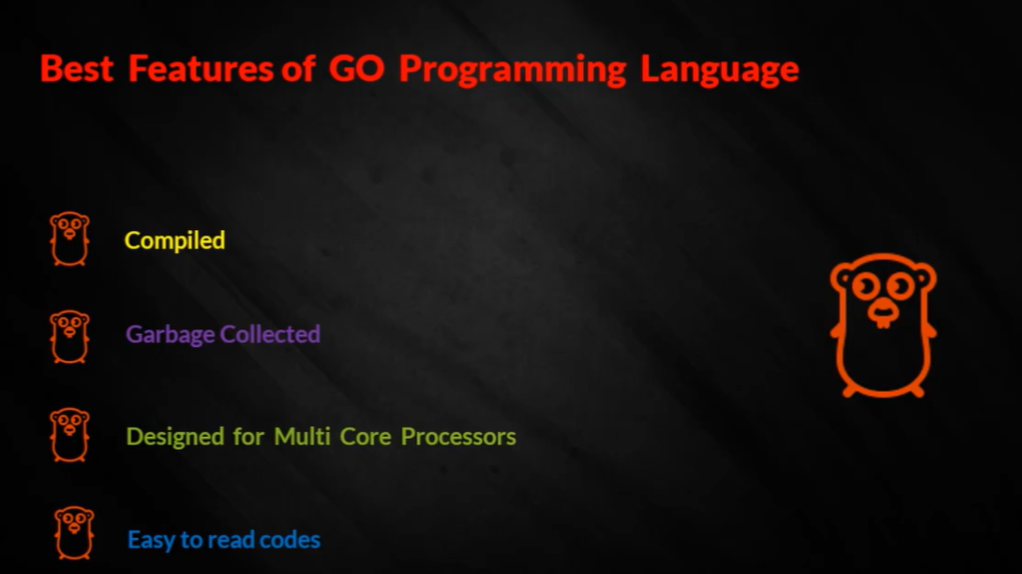 Best Features of GO Programming Language
Compiled
Garbage Collected
Designed for Multi Core Processors
Easy to read codes